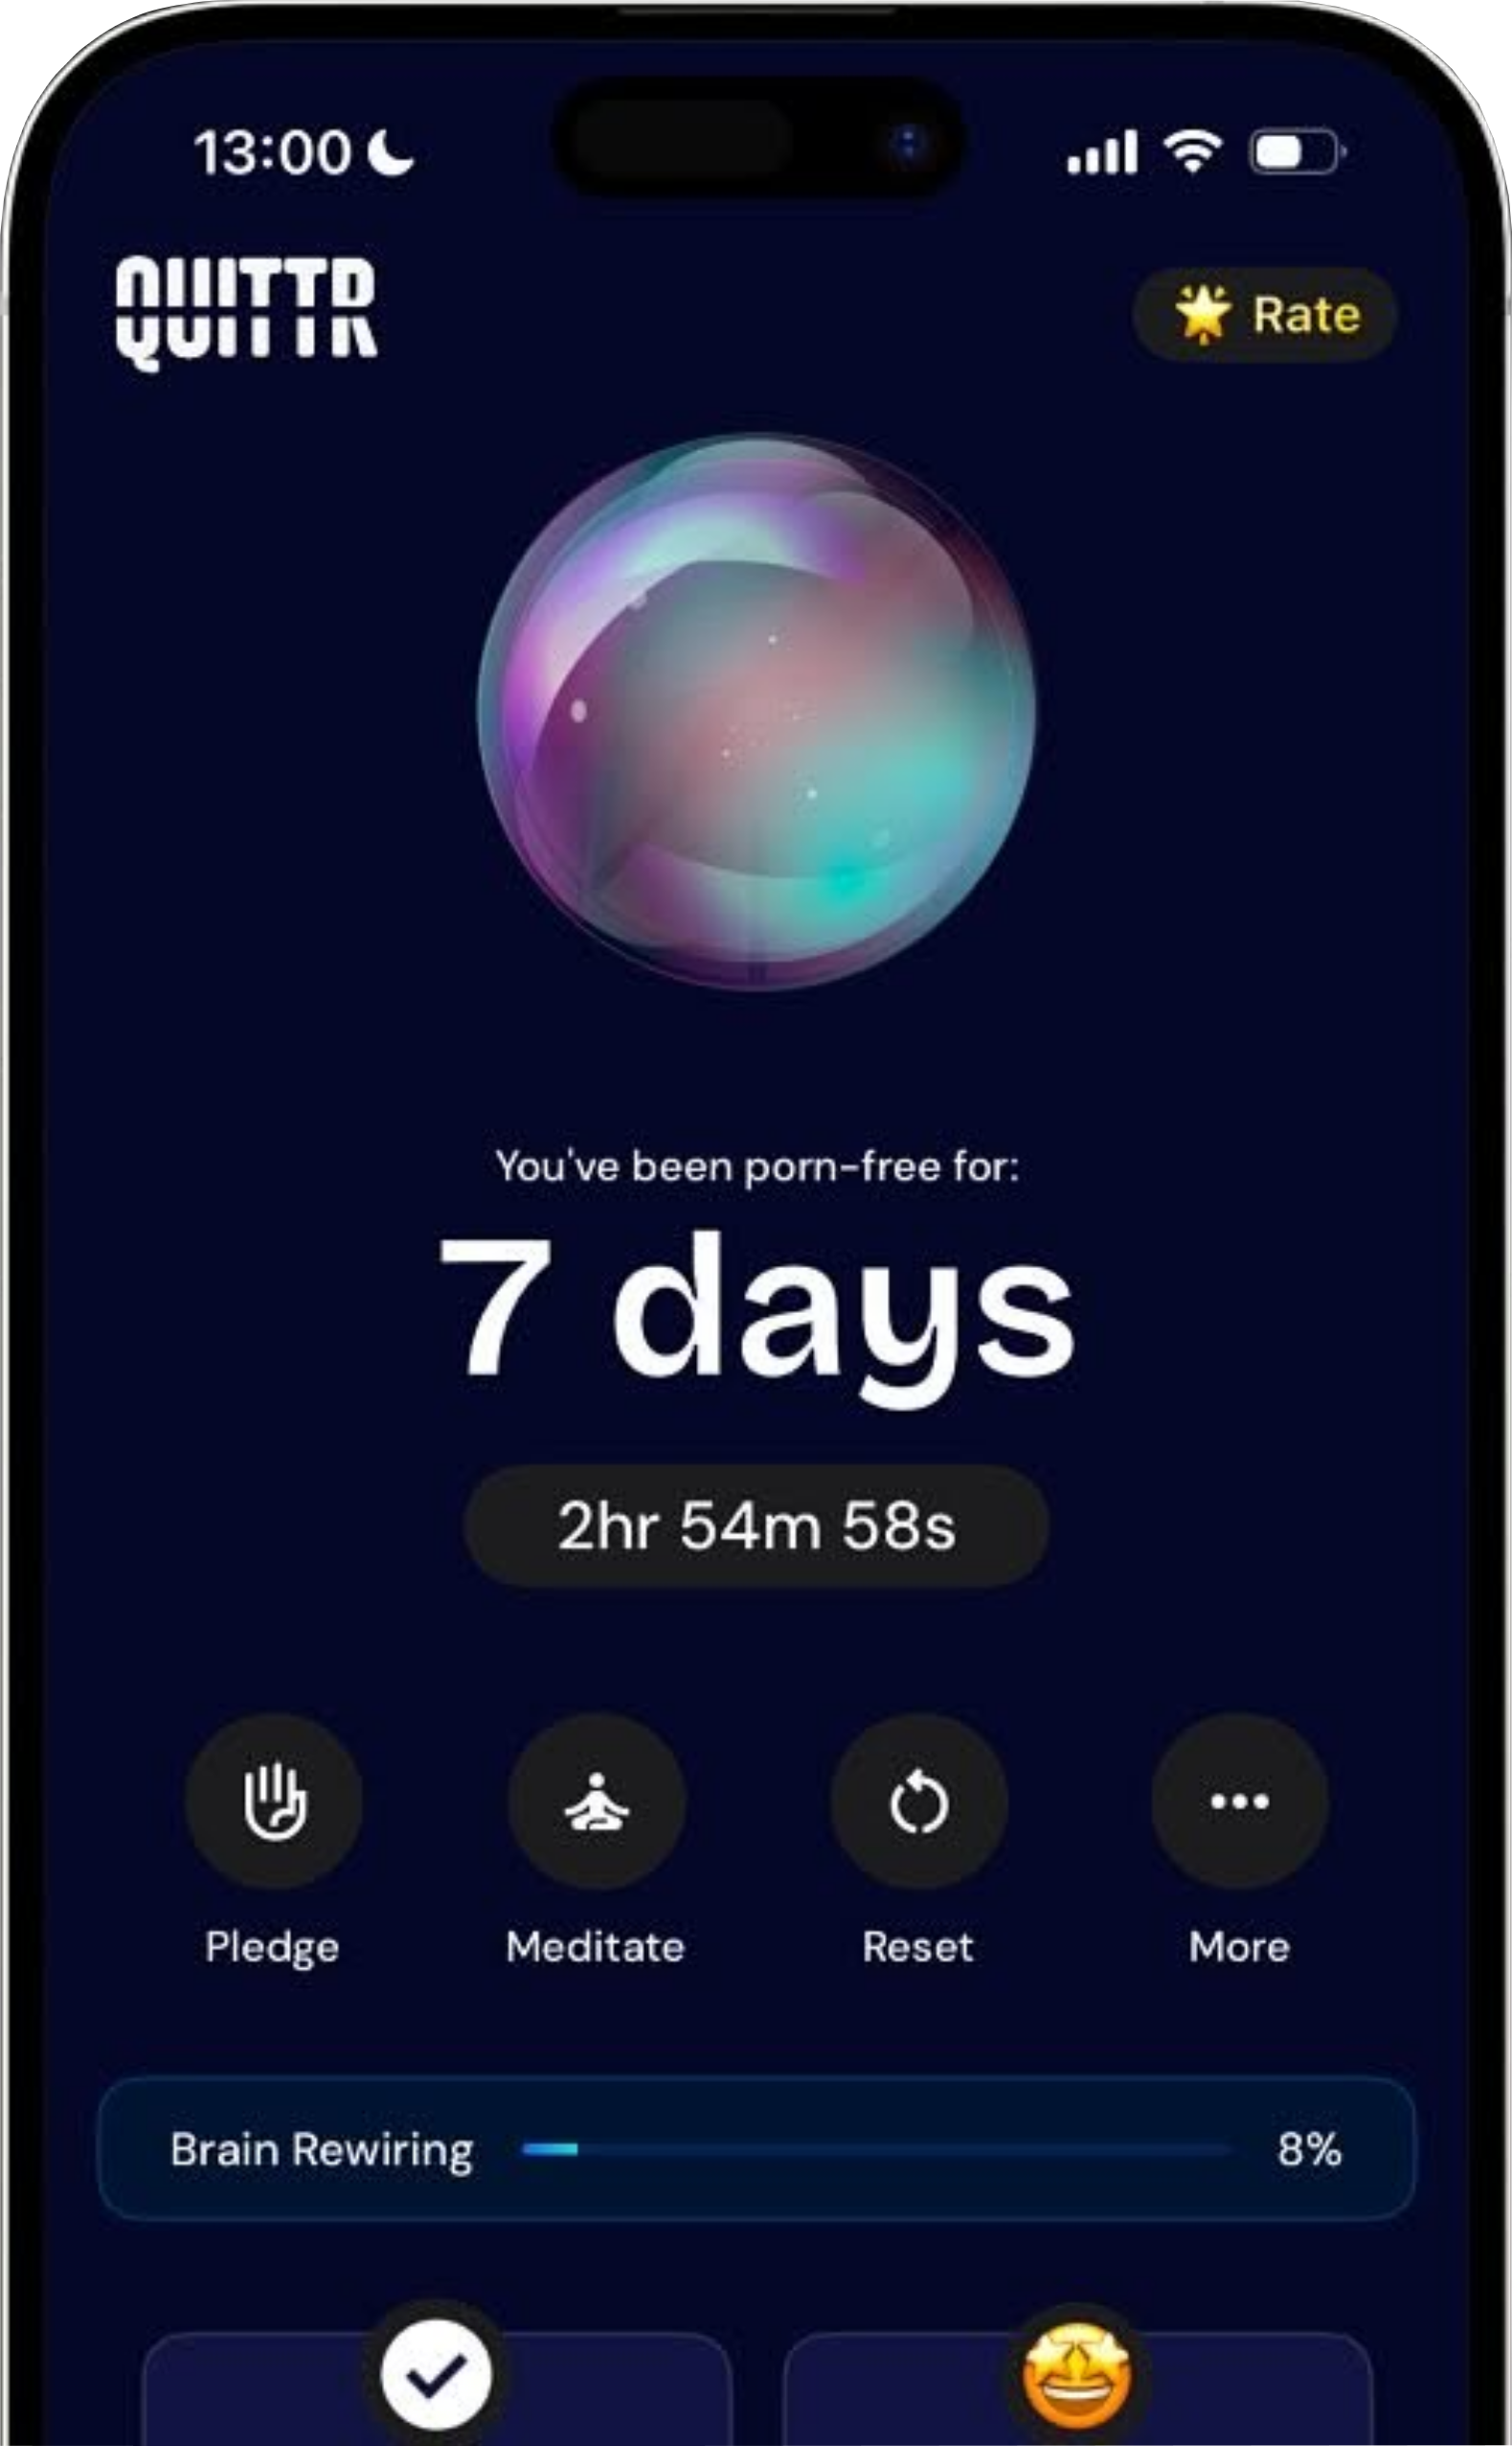 13:00
QUITTR
Rate
You've been porn-free for:
7 days
2hr 54m 58s
Pledge
Meditate
Reset
More
Brain Rewiring
8%